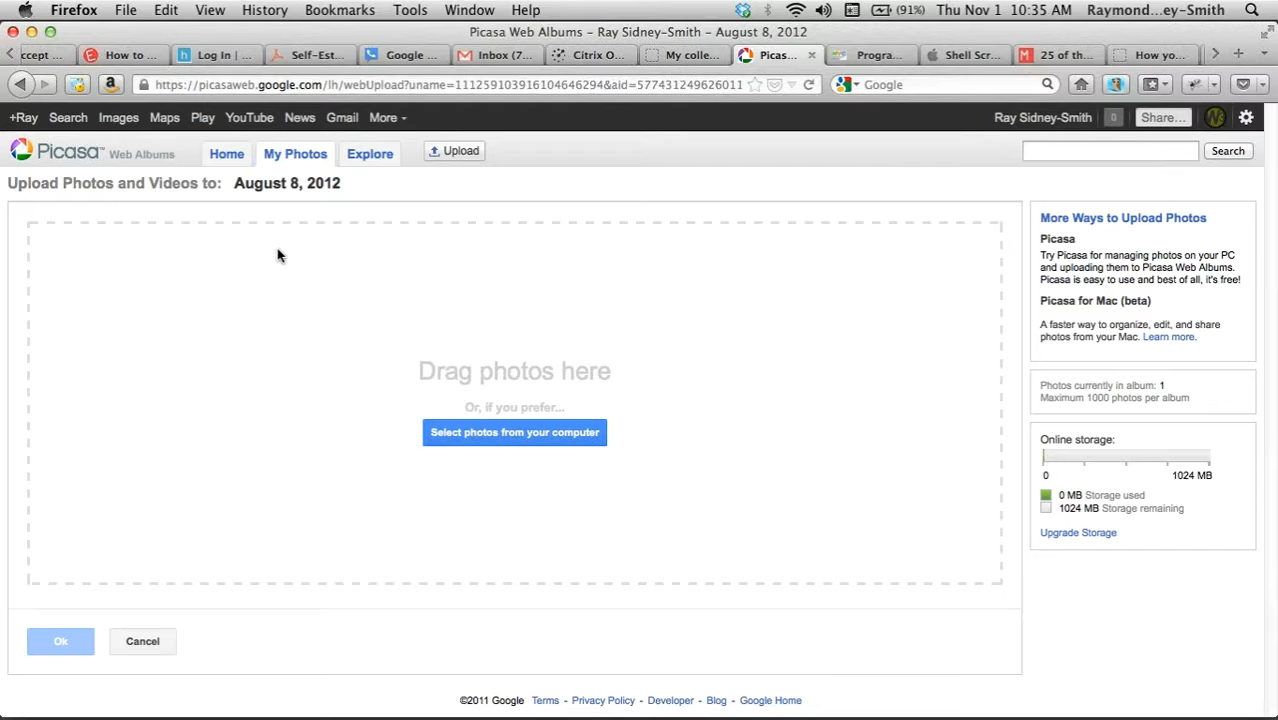 Firefox File Edit View History Bookmarks Tools Window Help (91%) Thu Nov 1 10:35 AM Raymond...ey-Smith
Picasa Web Albums – Ray Sidney-Smith – August 8, 2012
ccept... How to ... Log In | ... Self-Est... Google ... Inbox (7... Citrix O... My colle... Picas... Progra... Shell Scr... 25 of th... How yo...
https://picasaweb.google.com/lh/webUpload?uname=111259103916104646294&aid=577431249626011 Google
+Ray Search Images Maps Play YouTube News Gmail More Ray Sidney-Smith 0 Share...
Picasa™ Web Albums Home My Photos Explore Upload Search
Upload Photos and Videos to: August 8, 2012
Drag photos here
Or, if you prefer...
Select photos from your computer
Ok Cancel
More Ways to Upload Photos
Picasa
Try Picasa for managing photos on your PC
and uploading them to Picasa Web Albums.
Picasa is easy to use and best of all, it's free!
Picasa for Mac (beta)
A faster way to organize, edit, and share
photos from your Mac. Learn more.
Photos currently in album: 1
Maximum 1000 photos per album
Online storage:
0 1024 MB
0 MB Storage used
1024 MB Storage remaining
Upgrade Storage
©2011 Google Terms - Privacy Policy - Developer - Blog - Google Home